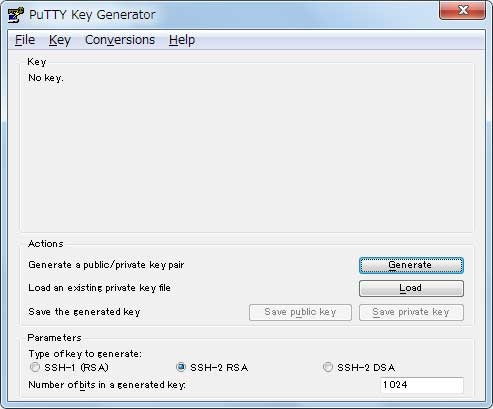 PuTTY Key Generator
File Key Conversions Help
Key
No key.
Actions
Generate a public/private key pair Generate
Load an existing private key file Load
Save the generated key Save public key Save private key
Parameters
Type of key to generate:
SSH-1 (RSA) SSH-2 RSA SSH-2 DSA
Number of bits in a generated key: 1024